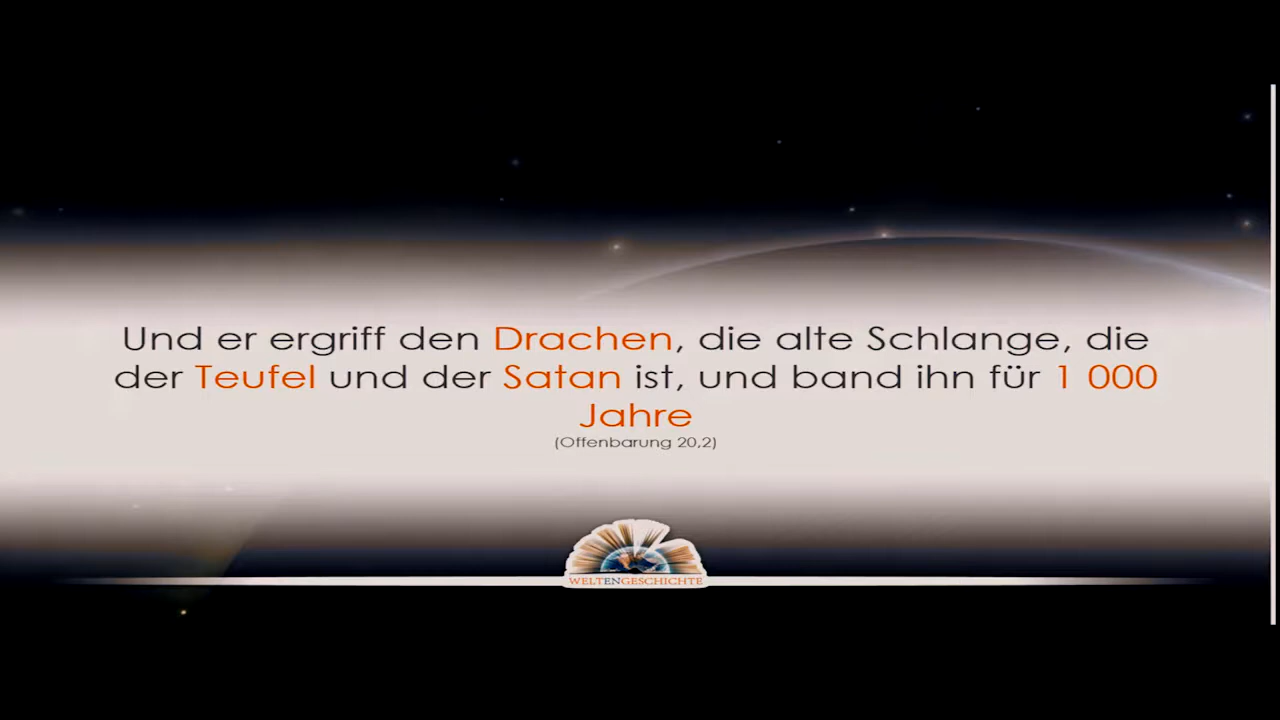 Und er ergriff den Drachen, die alte Schlange, die
der Teufel und der Satan ist, und band ihn für 1 000
Jahre
(Offenbarung 20,2)
WELTENGESCHICHTE